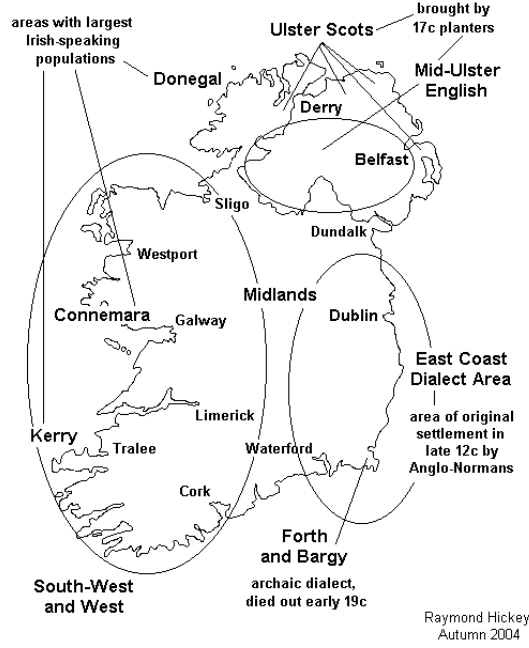 areas with largest
Irish-speaking
populations
Ulster Scots
brought by
17c planters
Donegal
Mid-Ulster
English
Derry
Belfast
Sligo
Dundalk
Westport
Midlands
Connemara
Galway
Dublin
East Coast
Dialect Area
Limerick
area of original
settlement in
late 12c by
Anglo-Normans
Kerry
Tralee
Waterford
Cork
Forth
and Bargy
South-West
and West
archaic dialect,
died out early 19c
Raymond Hickey
Autumn 2004